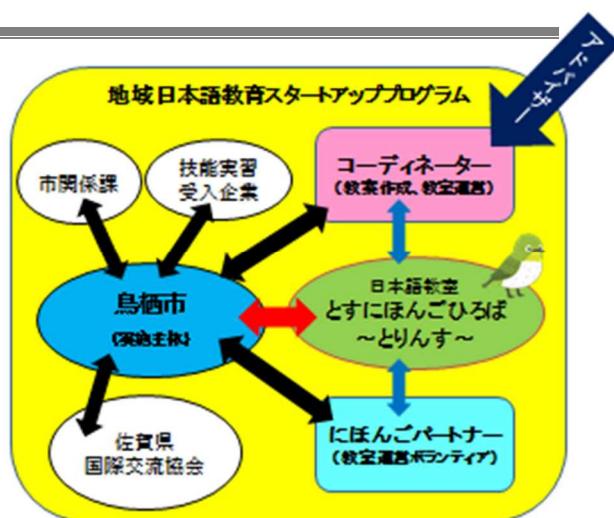 アドバイザー
地域日本語教育スタートアッププログラム
市関係課
技能実習
受入企業
コーディネーター
(教案作成、教室運営)
鳥栖市
(実施主体)
日本語教室
とすにほんごひろば
～とりんす～
佐賀県
国際交流協会
にほんごパートナー
(教室運営ボランティア)